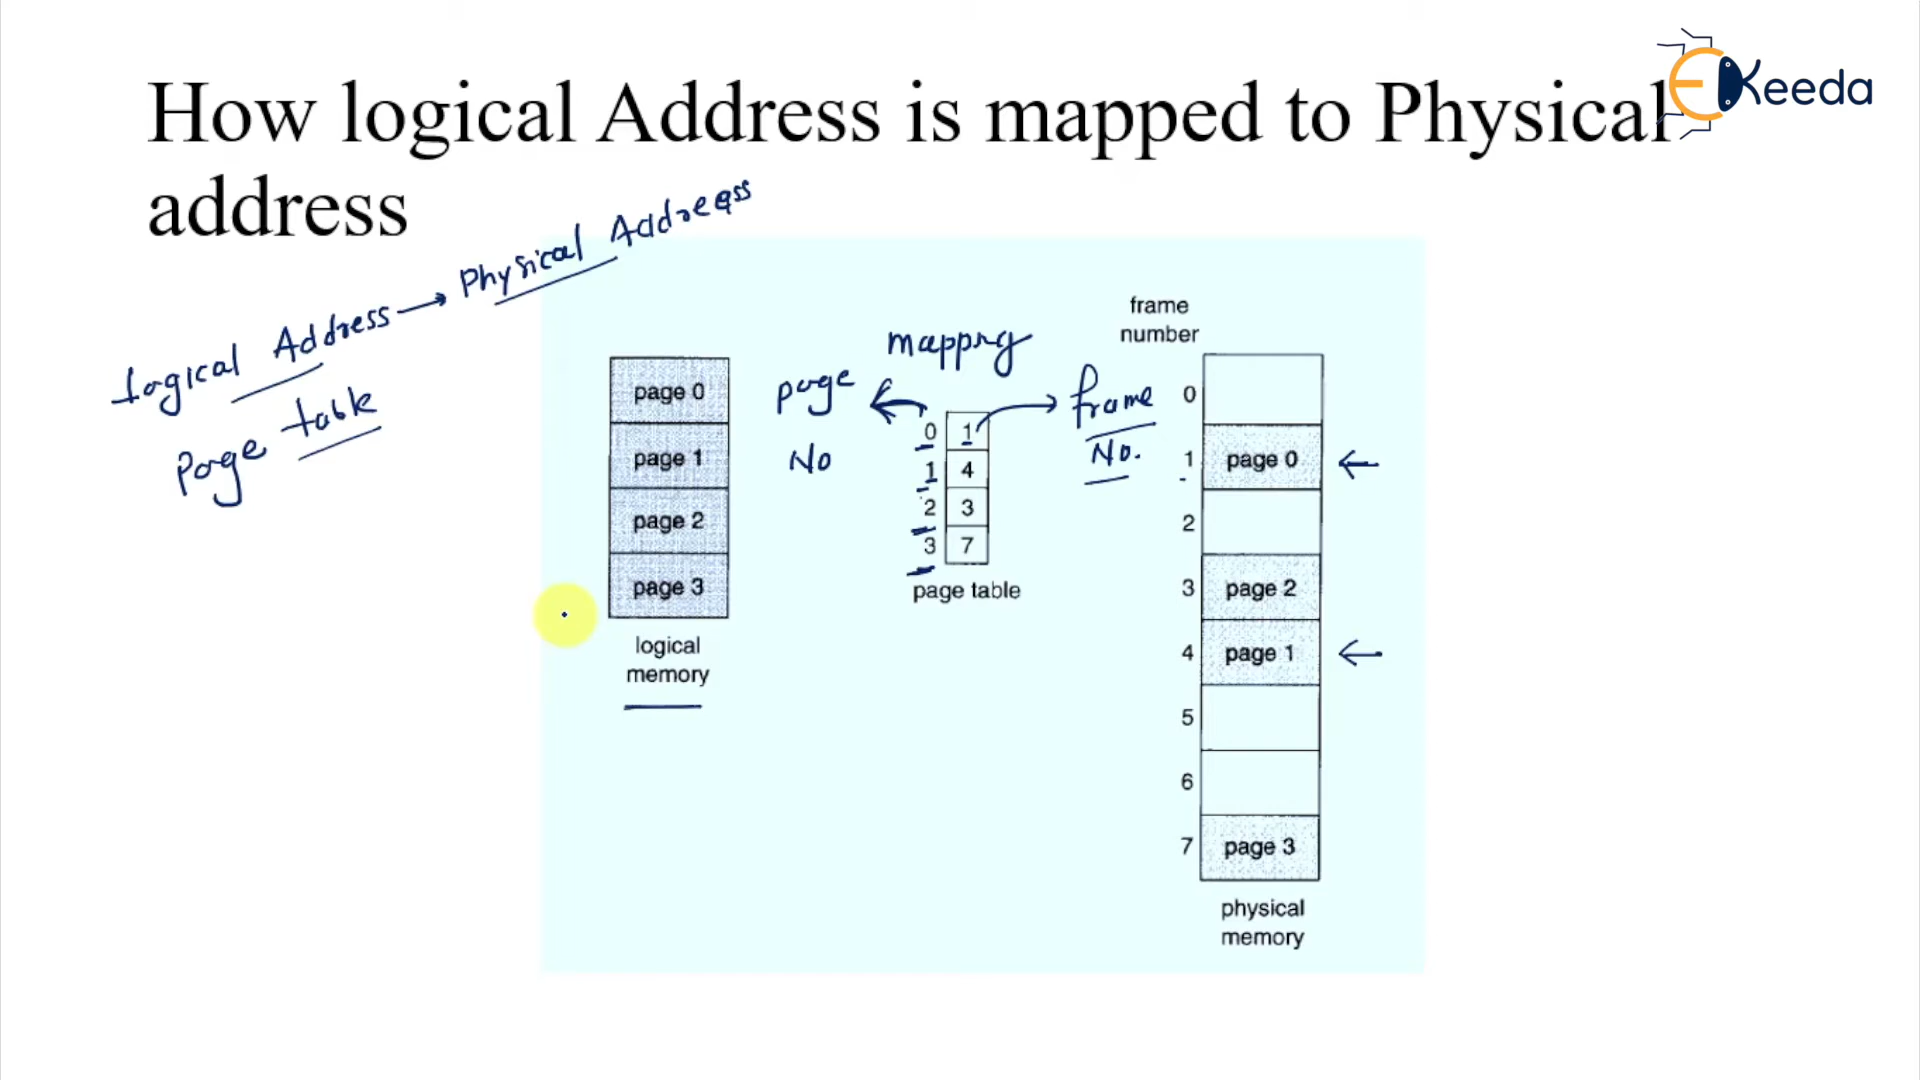 How logical Address is mapped to Physical
address
EKeeda
Logical Address → Physical Address
Page table
page 0
page 1
page 2
page 3
logical
memory
mapping
page
No
frame
No.
0 1
1 4
2 3
3 7
page table
frame
number
0
1 page 0
2
3 page 2
4 page 1
5
6
7 page 3
physical
memory